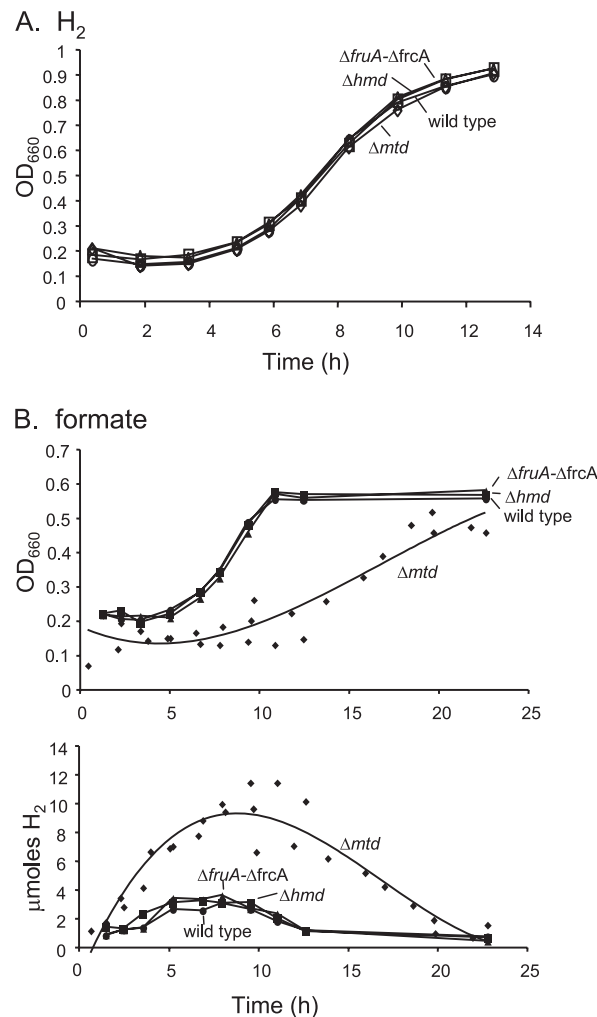 A. H₂
1
0.9
0.8
0.7
0.6
0.5
0.4
0.3
0.2
0.1
0
OD₆₆₀
ΔfruA-ΔfrcA
Δhmd
wild type
Δmtd
0 2 4 6 8 10 12 14
Time (h)
B. formate
0.7
0.6
0.5
0.4
0.3
0.2
0.1
0
OD₆₆₀
ΔfruA-ΔfrcA
Δhmd
wild type
Δmtd
0 5 10 15 20 25
14
12
10
8
6
4
2
0
μmoles H₂
Δmtd
ΔfruA-ΔfrcA
Δhmd
wild type
0 5 10 15 20 25
Time (h)